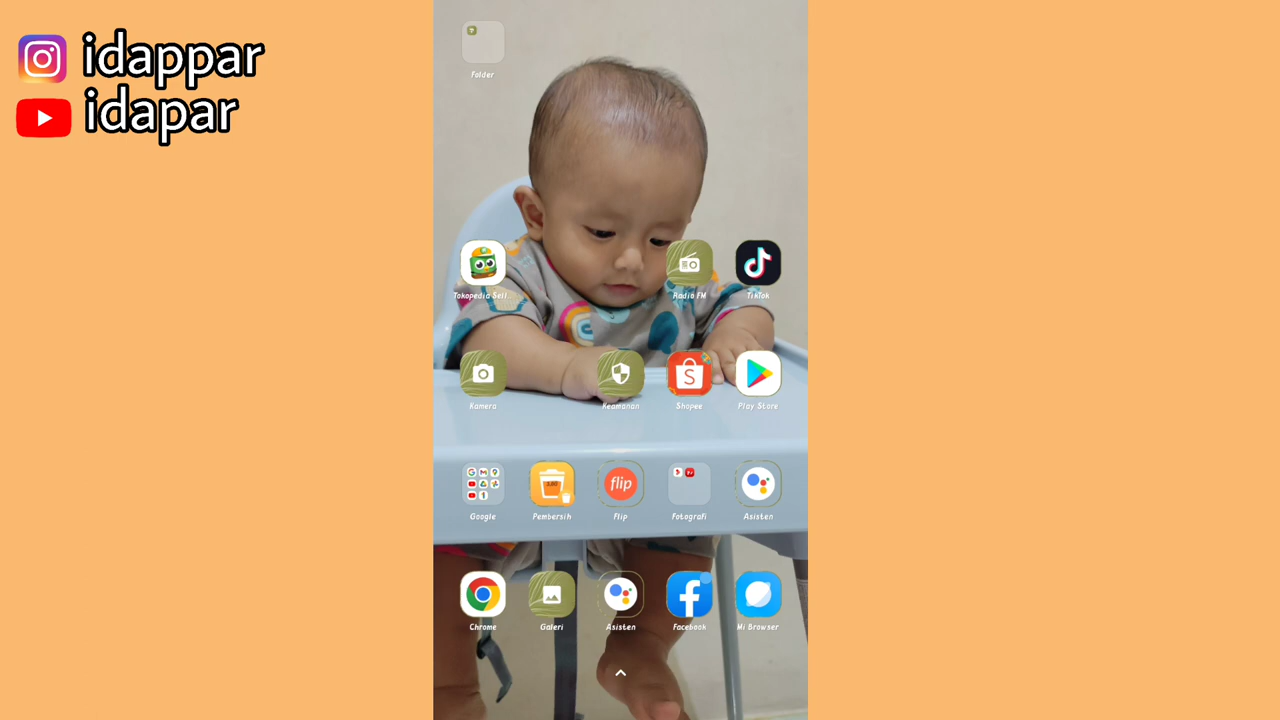 idappar
idapar
Folder
Tokopedia Sell..
Radio FM
TikTok
Kamera
Keamanan
Shopee
Play Store
flip
Google
Pembersih
Flip
Fotografi
Asisten
Chrome
Galeri
Asisten
Facebook
Mi Browser